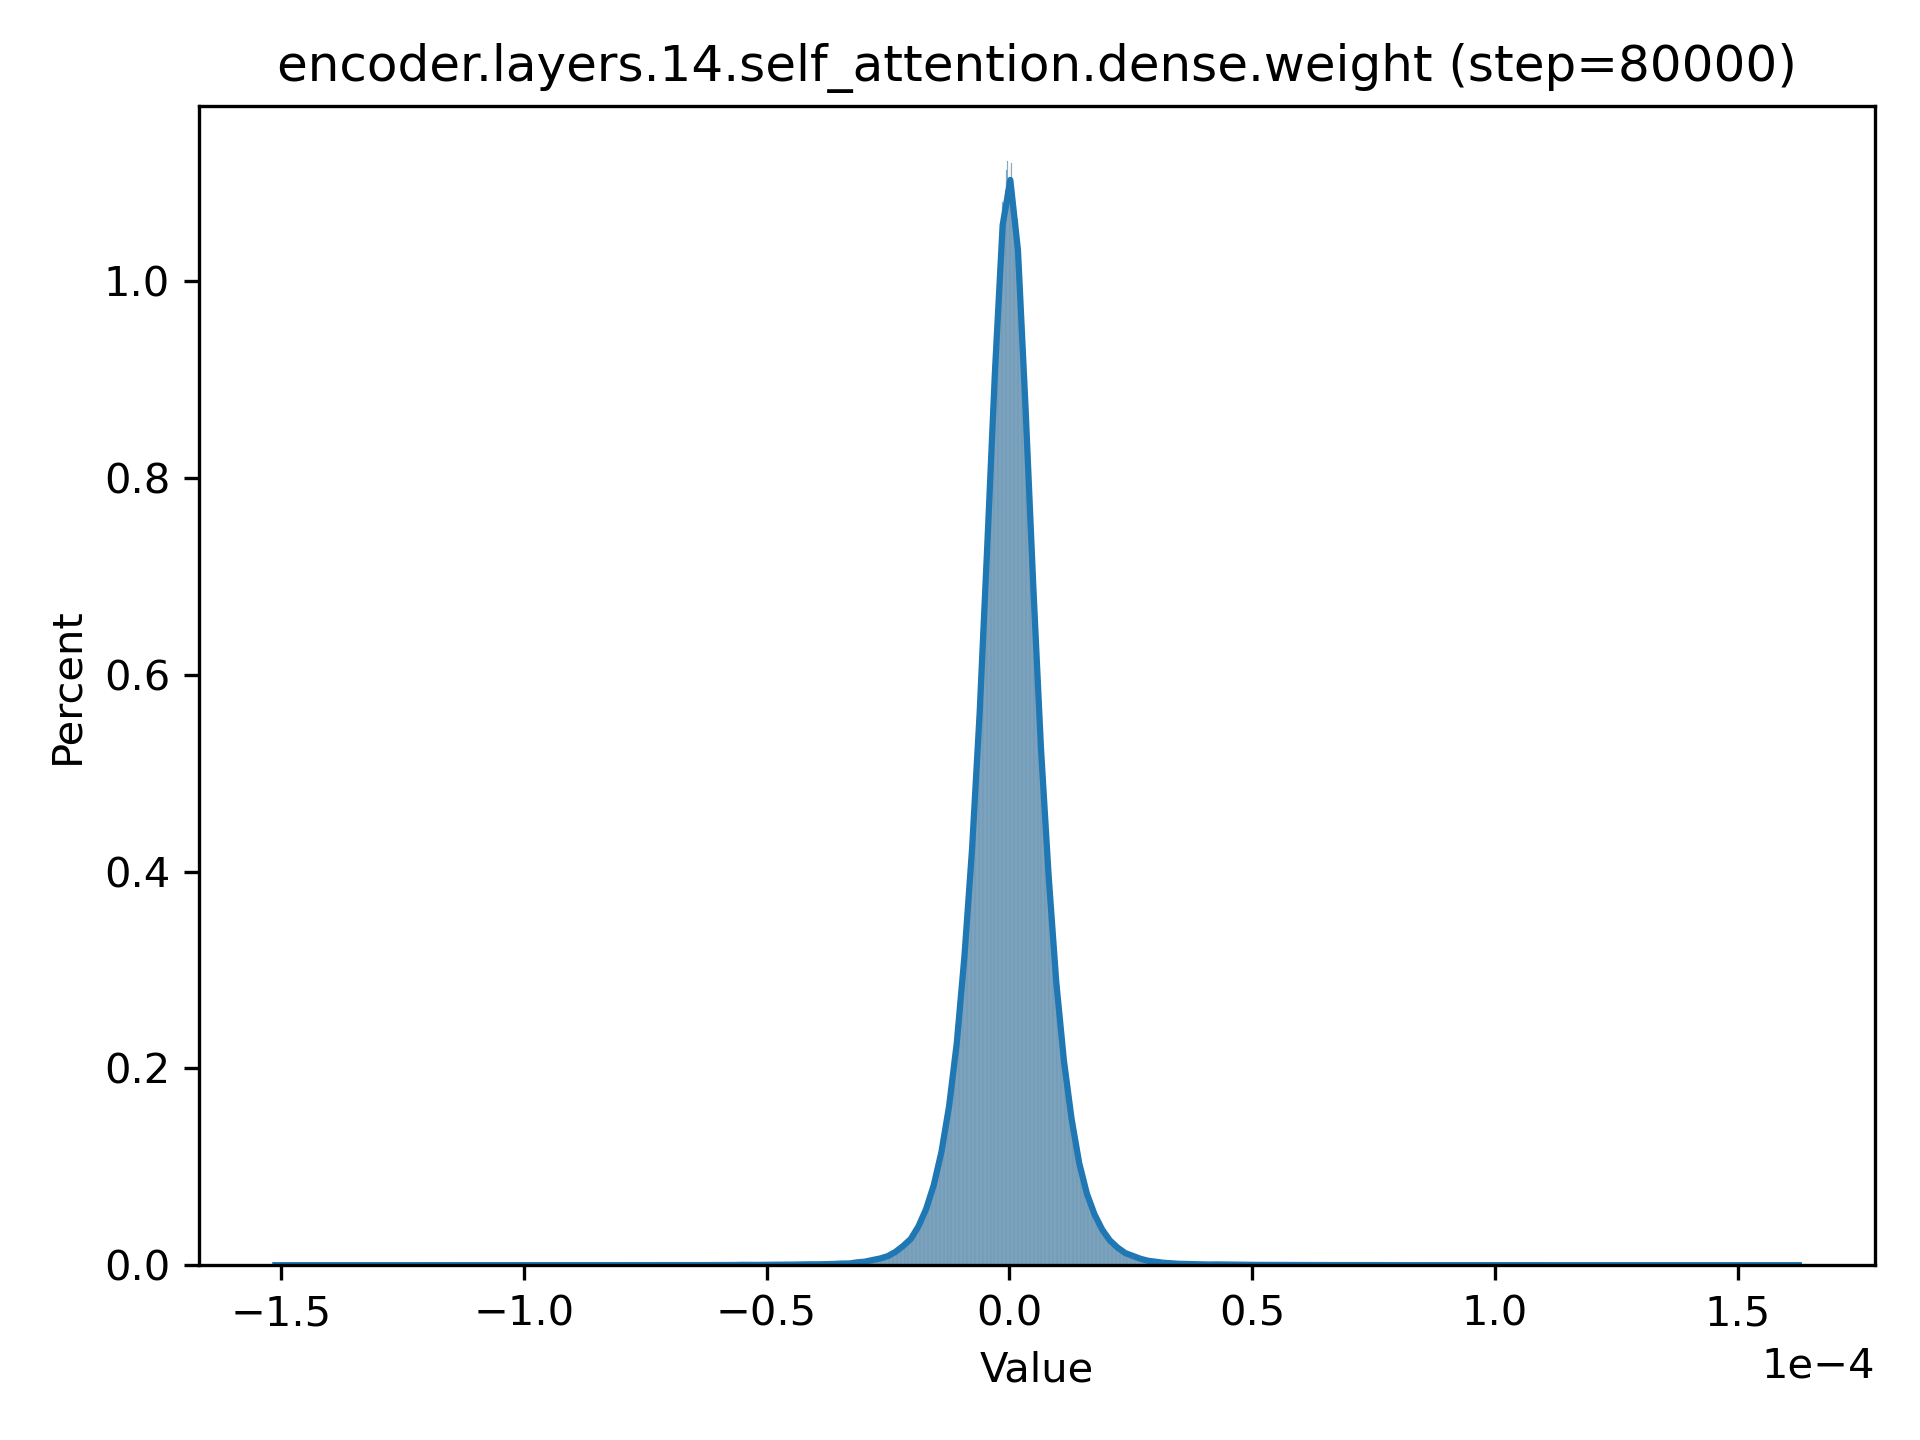 encoder.layers.14.self_attention.dense.weight (step=80000)
Percent
1.0
0.8
0.6
0.4
0.2
0.0
−1.5 −1.0 −0.5 0.0 0.5 1.0 1.5
1e−4
Value